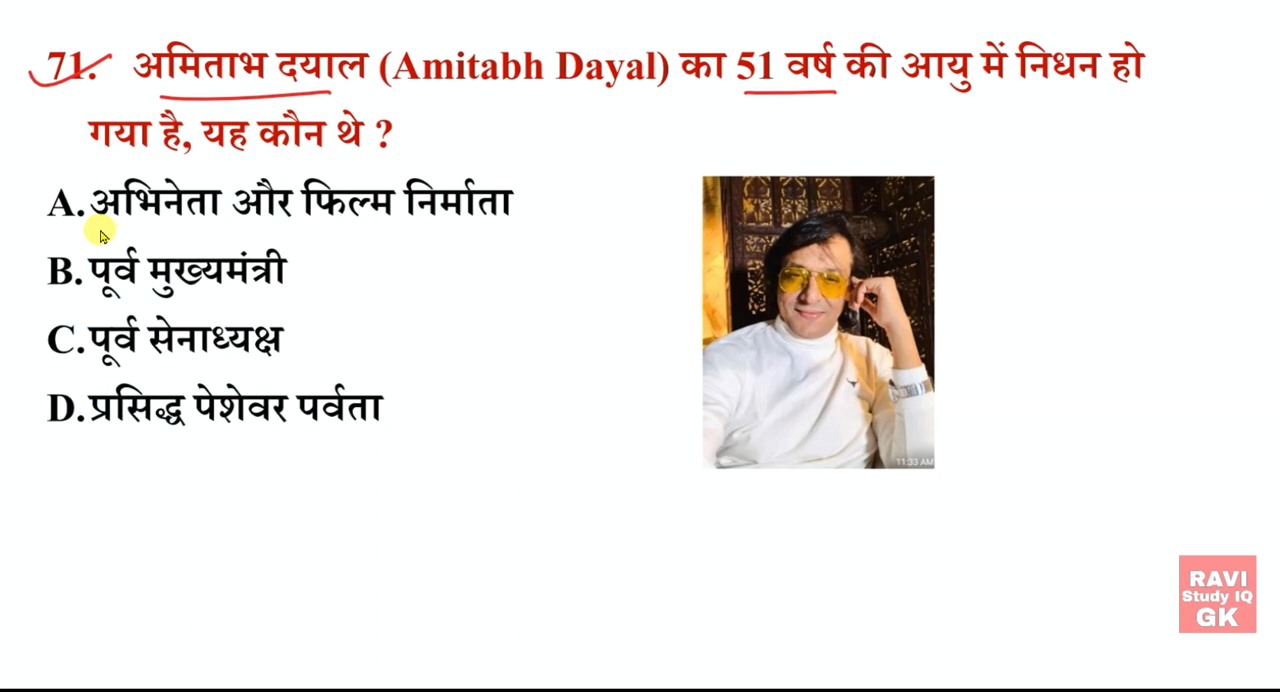 71. अमिताभ दयाल (Amitabh Dayal) का 51 वर्ष की आयु में निधन हो
गया है, यह कौन थे ?
A. अभिनेता और फिल्म निर्माता
B. पूर्व मुख्यमंत्री
C. पूर्व सेनाध्यक्ष
D. प्रसिद्ध पेशेवर पर्वता
11:33 AM
RAVI
Study IQ
GK